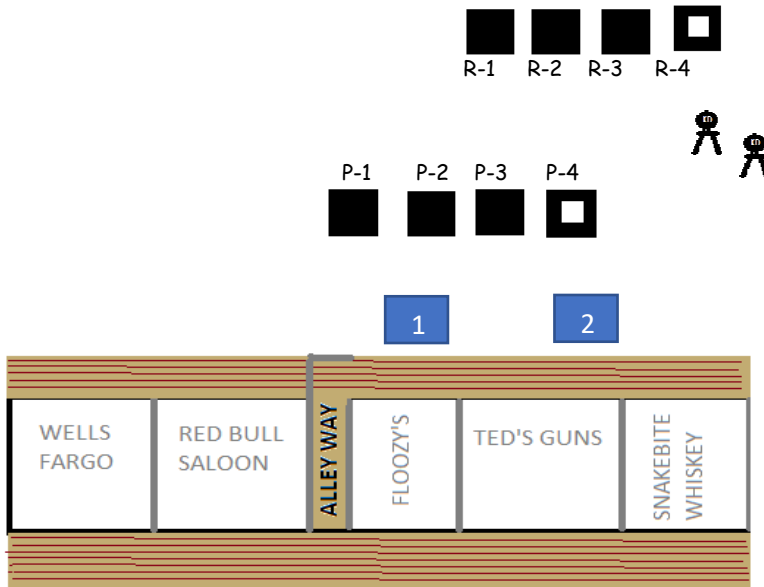 R-1 R-2 R-3 R-4
P-1 P-2 P-3 P-4
1 2
WELLS
FARGO
RED BULL
SALOON
ALLEY WAY
FLOOZY'S
TED'S GUNS
SNAKEBITE
WHISKEY